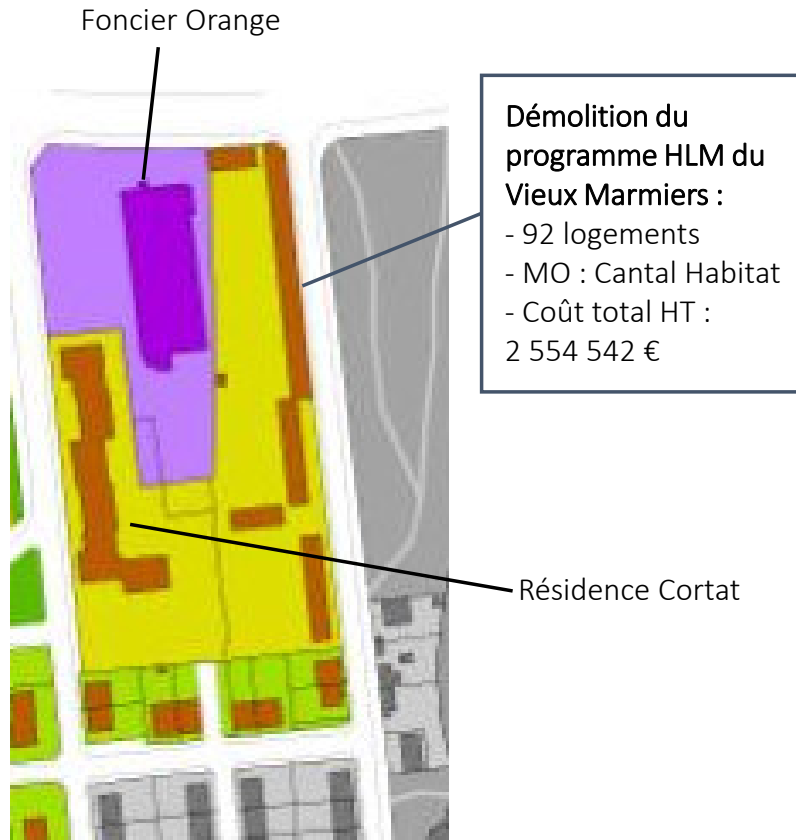 Foncier Orange
Démolition du
programme HLM du
Vieux Marmiers :
- 92 logements
- MO : Cantal Habitat
- Coût total HT :
2 554 542 €
Résidence Cortat